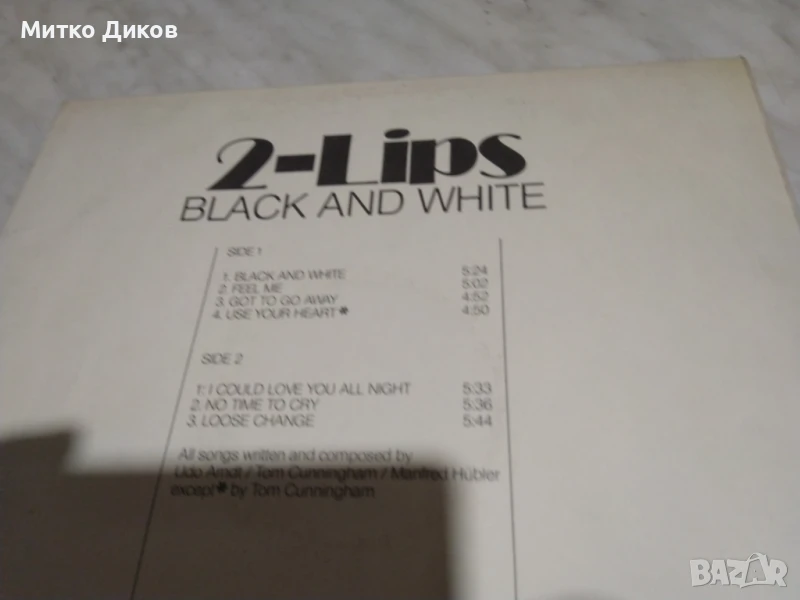 Митко Диков
2-Lips
BLACK AND WHITE
SIDE 1
1. BLACK AND WHITE 5:24
2. FEEL ME 5:02
3. GOT TO GO AWAY 4:52
4. USE YOUR HEART* 4:50
SIDE 2
1. I COULD LOVE YOU ALL NIGHT 5:33
2. NO TIME TO CRY 5:36
3. LOOSE CHANGE 5:44
All songs written and composed by
Udo Arndt / Tom Cunningham / Manfred Hübler
except* by Tom Cunningham
BAZAR